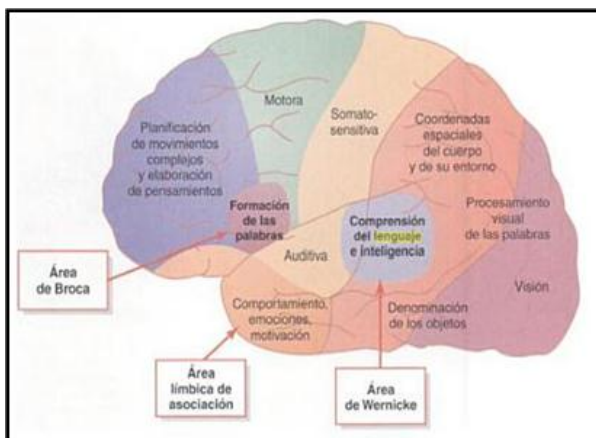 Motora
Somato-
sensitiva
Coordenadas
espaciales
del cuerpo
y de su entorno
Planificación
de movimientos
complejos
y elaboración
de pensamientos
Formación
de las
palabras
Comprensión
del lenguaje
e inteligencia
Procesamiento
visual
de las palabras
Auditiva
Visión
Comportamiento,
emociones,
motivación
Denominación
de los objetos
Área
de Broca
Área
límbica de
asociación
Área
de Wernicke